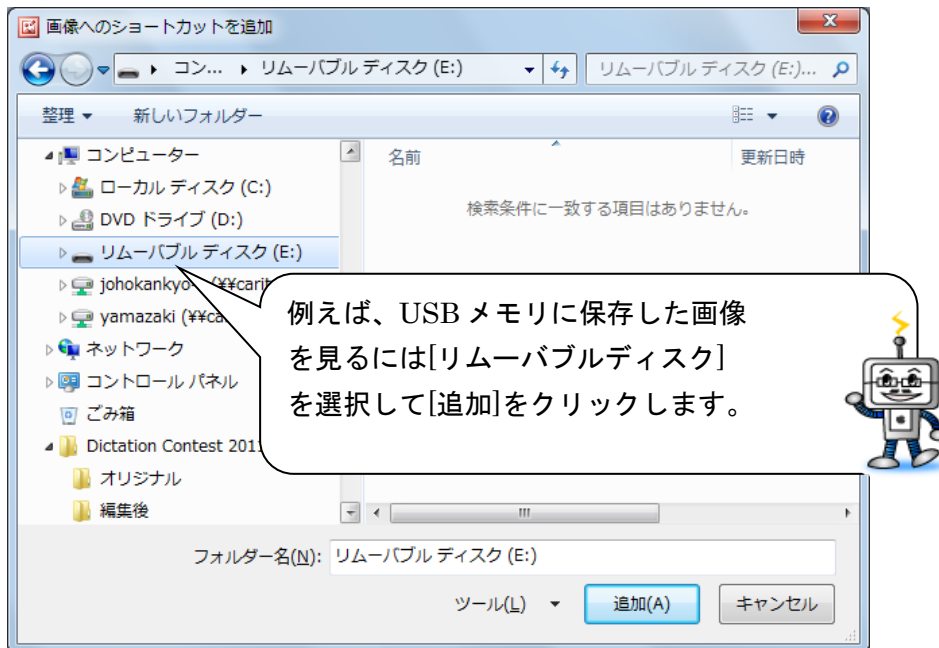 画像へのショートカットを追加
コン... リムーバブル ディスク (E:)
リムーバブル ディスク (E:)...
整理
新しいフォルダー
コンピューター
ローカル ディスク (C:)
DVD ドライブ (D:)
リムーバブル ディスク (E:)
johokankyo
yamazaki
ネットワーク
コントロール パネル
ごみ箱
Dictation Contest
オリジナル
編集後
名前
更新日時
検索条件に一致する項目はありません。
例えば、USB メモリに保存した画像
を見るには[リムーバブルディスク]
を選択して[追加]をクリックします。
フォルダー名(N): リムーバブル ディスク (E:)
ツール(L)
追加(A)
キャンセル